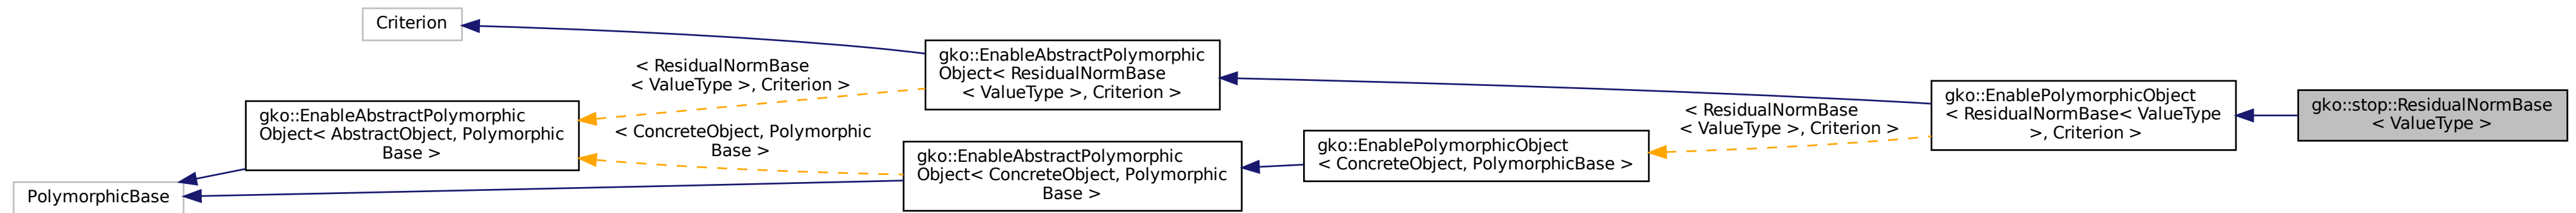 Criterion
gko::EnableAbstractPolymorphic
Object< ResidualNormBase
< ValueType >, Criterion >
< ResidualNormBase
< ValueType >, Criterion >
gko::EnableAbstractPolymorphic
Object< AbstractObject, Polymorphic
Base >
< ConcreteObject, Polymorphic
Base >
gko::EnableAbstractPolymorphic
Object< ConcreteObject, Polymorphic
Base >
PolymorphicBase
gko::EnablePolymorphicObject
< ConcreteObject, PolymorphicBase >
< ResidualNormBase
< ValueType >, Criterion >
gko::EnablePolymorphicObject
< ResidualNormBase< ValueType
>, Criterion >
gko::stop::ResidualNormBase
< ValueType >